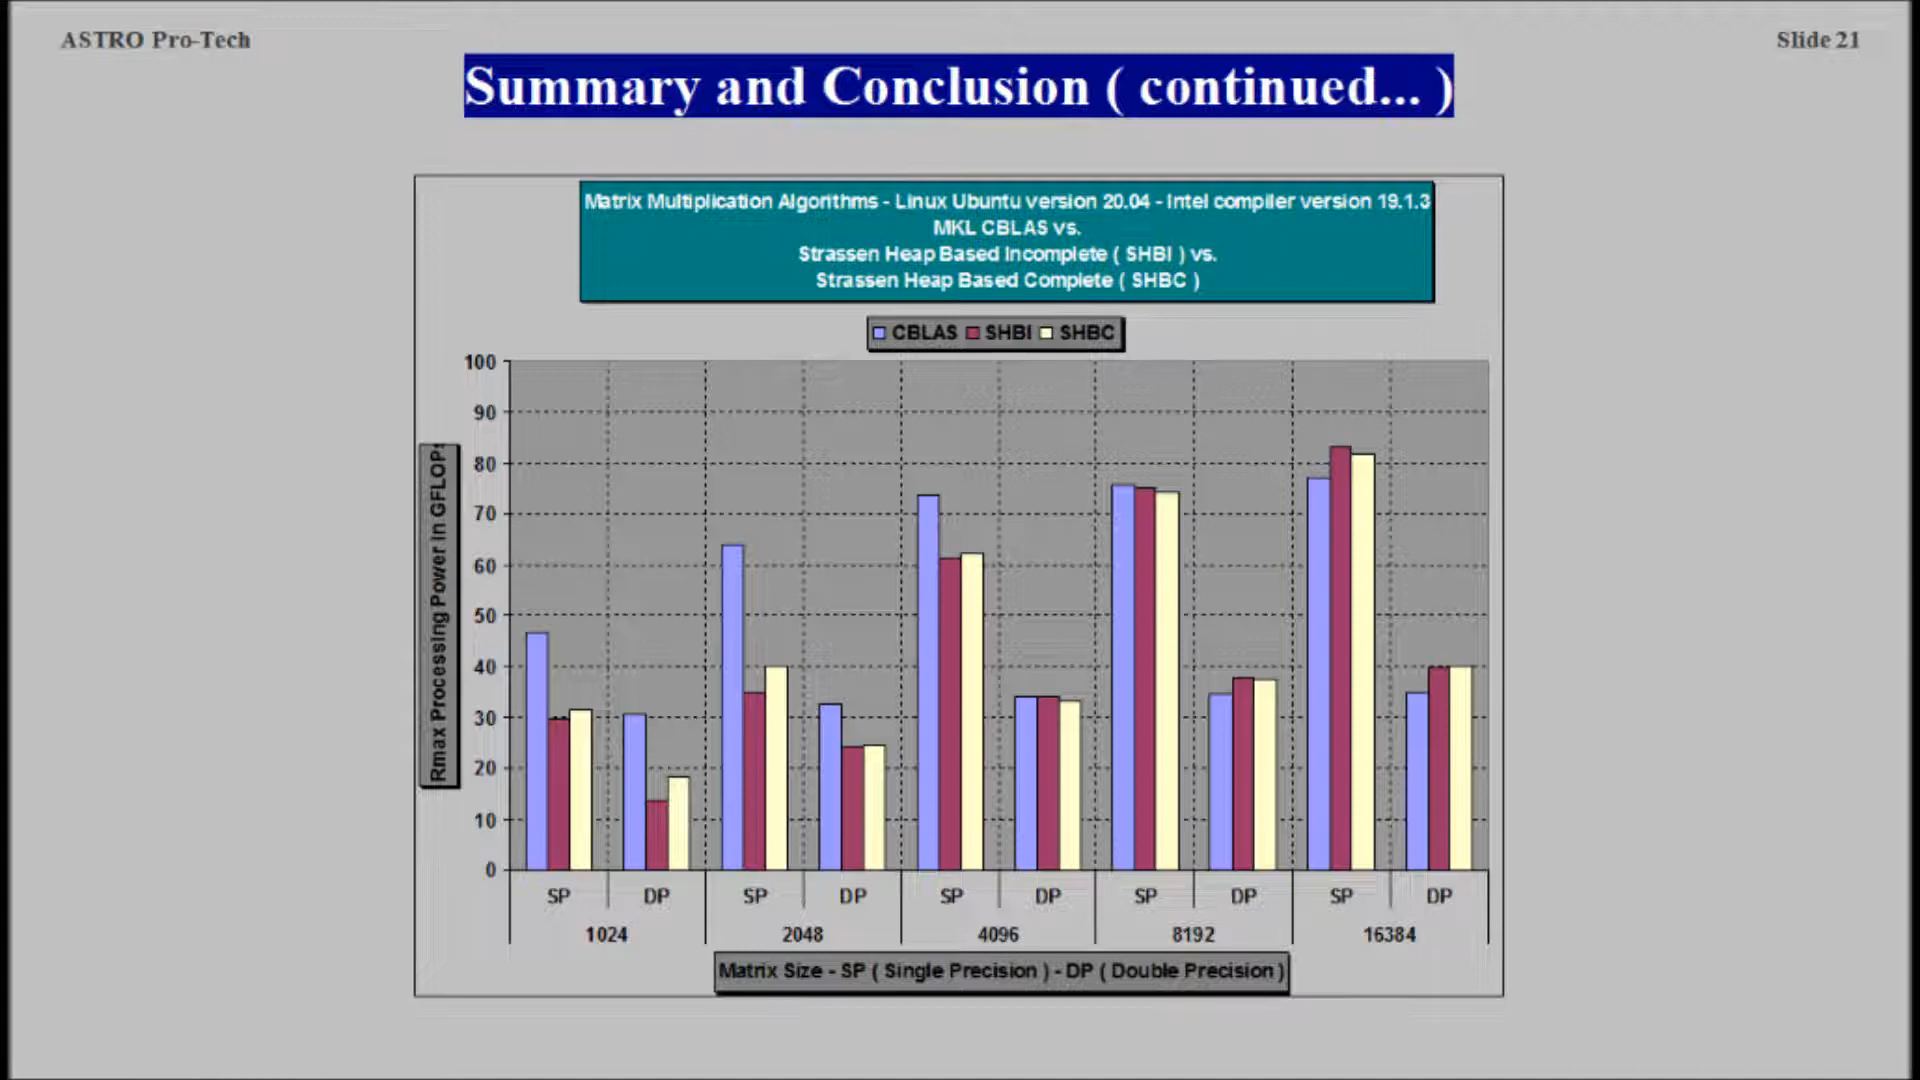 ASTRO Pro-Tech
Slide 21
Summary and Conclusion ( continued... )
Matrix Multiplication Algorithms - Linux Ubuntu version 20.04 - Intel compiler version 19.1.3
MKL CBLAS vs.
Strassen Heap Based Incomplete ( SHBI ) vs.
Strassen Heap Based Complete ( SHBC )
CBLAS SHBI SHBC
Rmax Processing Power in GFLOPs
100
90
80
70
60
50
40
30
20
10
0
SP DP SP DP SP DP SP DP SP DP
1024 2048 4096 8192 16384
Matrix Size - SP ( Single Precision ) - DP ( Double Precision )